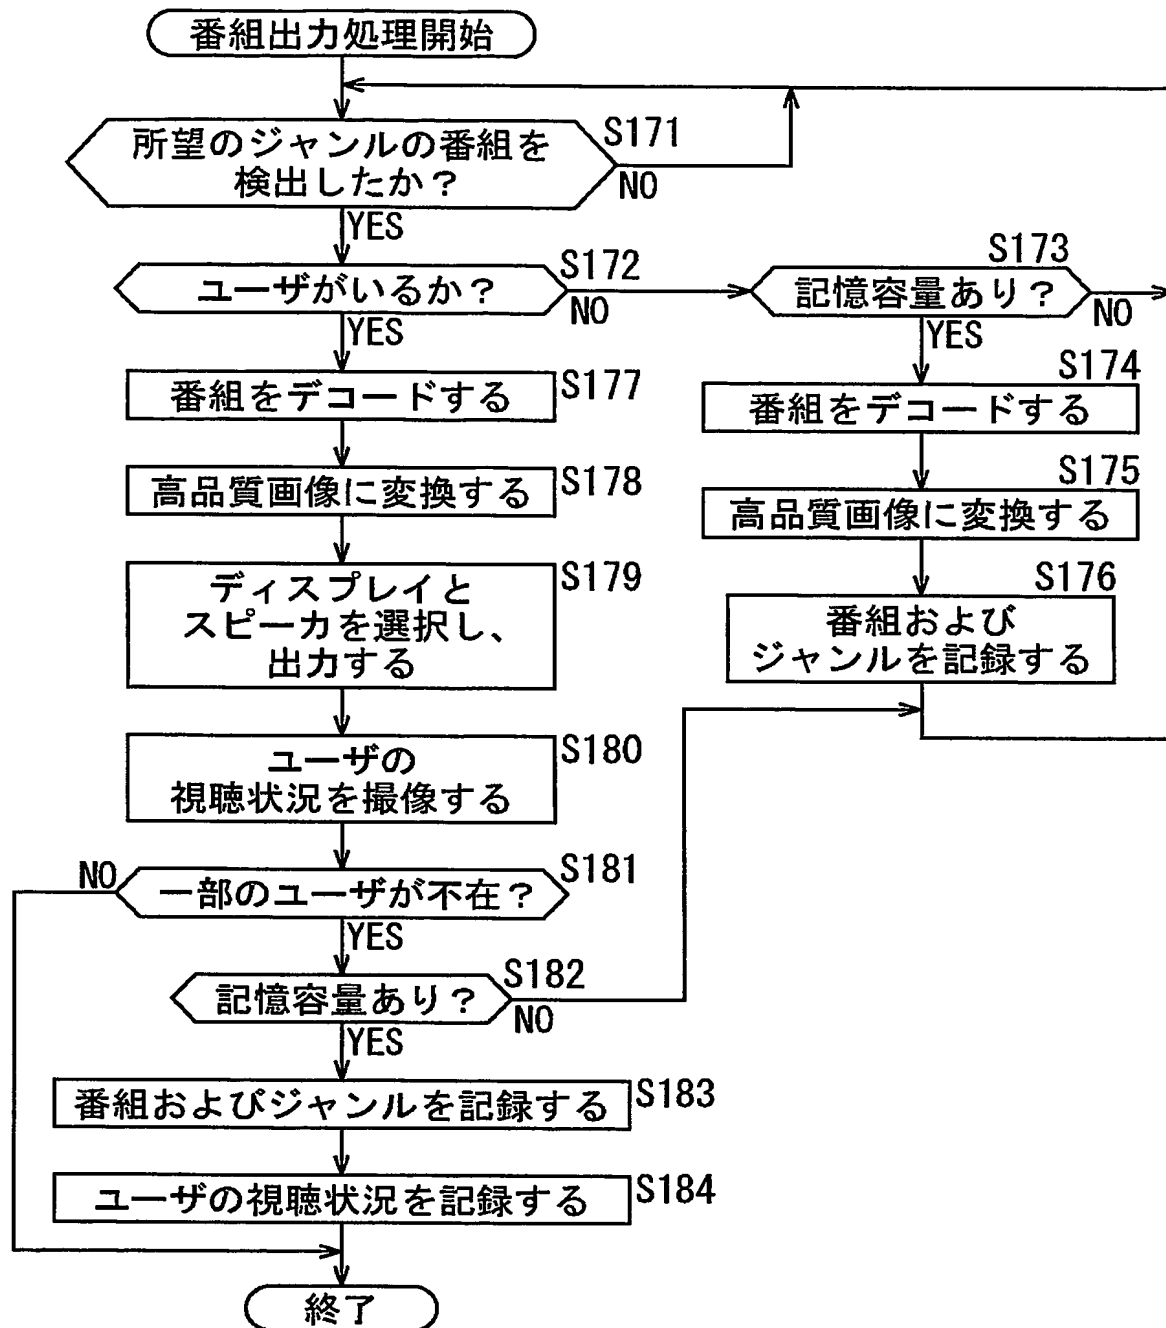 番組出力処理開始
所望のジャンルの番組を
検出したか？
S171
NO
YES
ユーザがいるか？
S172
NO
YES
記憶容量あり？
S173
NO
YES
番組をデコードする
S174
高品質画像に変換する
S175
番組および
ジャンルを記録する
S176
番組をデコードする
S177
高品質画像に変換する
S178
ディスプレイと
スピーカを選択し、
出力する
S179
ユーザの
視聴状況を撮像する
S180
一部のユーザが不在？
S181
NO
YES
記憶容量あり？
S182
NO
YES
番組およびジャンルを記録する
S183
ユーザの視聴状況を記録する
S184
終了